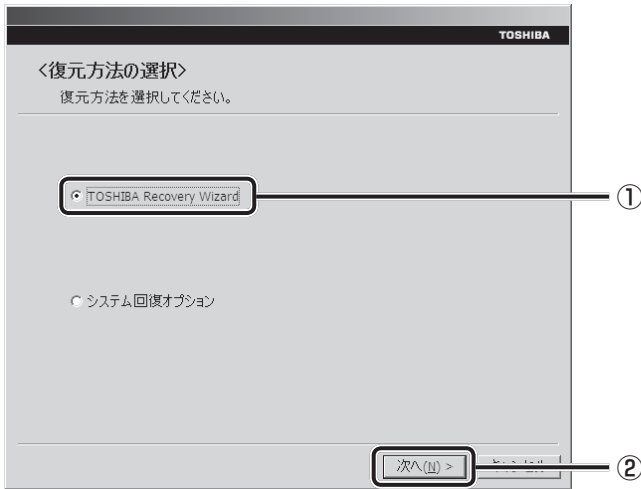 TOSHIBA
<復元方法の選択>
復元方法を選択してください。
TOSHIBA Recovery Wizard
①
システム回復オプション
次へ(N) >
②